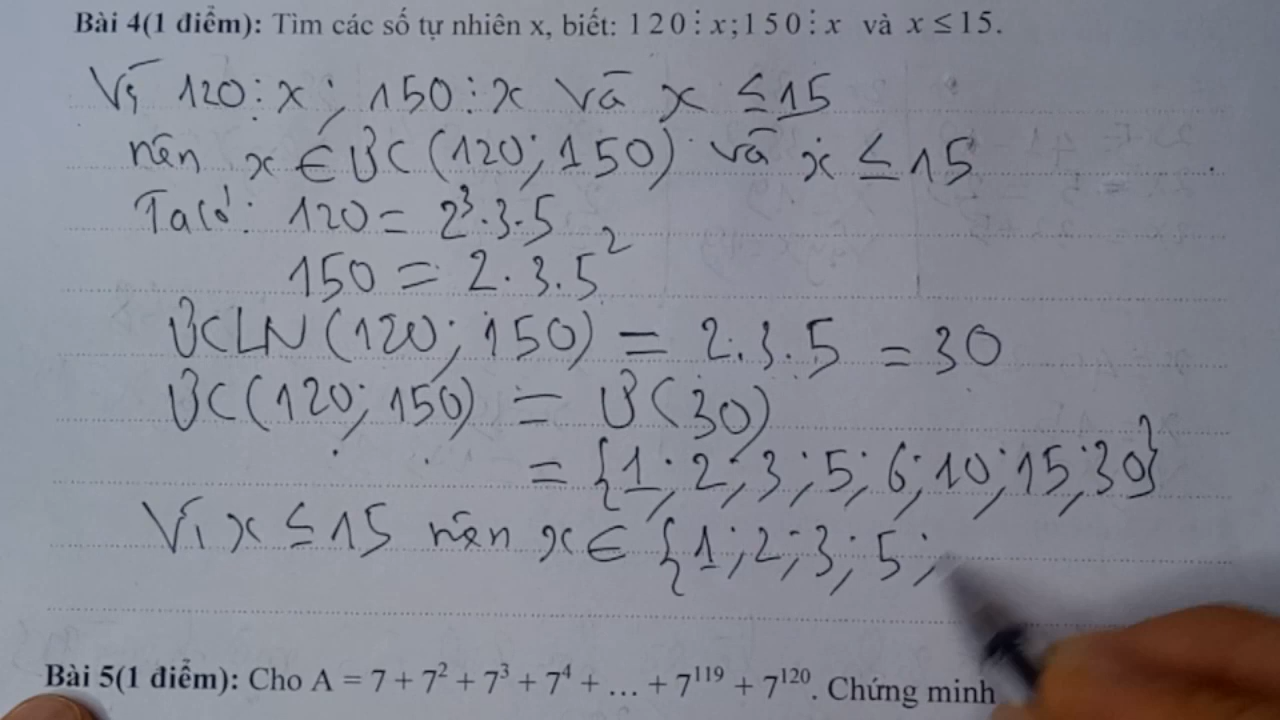 Bài 4(1 điểm): Tìm các số tự nhiên x, biết: 120⋮x;150⋮x và x ≤ 15.
Vì 120⋮x; 150⋮x và x ≤ 15
nên x ∈ ƯC(120; 150) và x ≤ 15
Ta có: 120 = 2³.3.5
150 = 2.3.5²
ƯCLN(120; 150) = 2.3.5 = 30
ƯC(120; 150) = Ư(30)
= {1; 2; 3; 5; 6; 10; 15; 30}
Vì x ≤ 15 nên x ∈ {1; 2; 3; 5;
Bài 5(1 điểm): Cho A = 7 + 7² + 7³ + 7⁴ + ... + 7¹¹⁹ + 7¹²⁰. Chứng minh